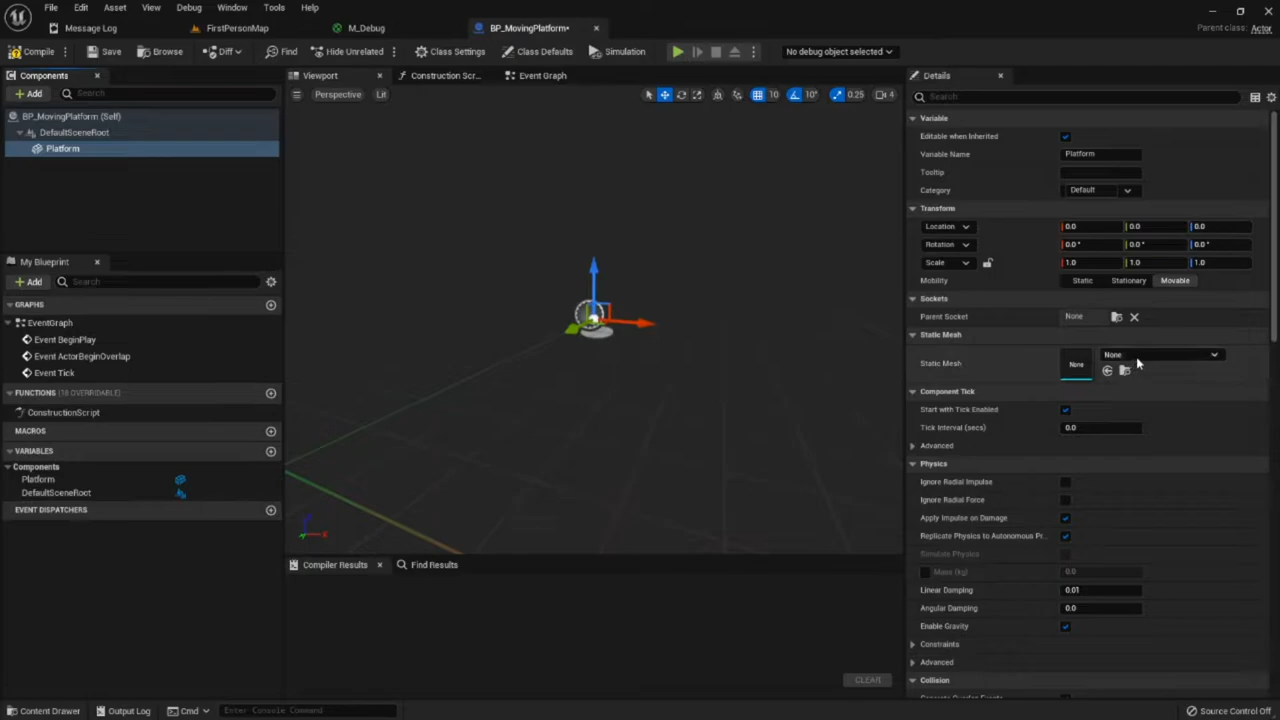 File Edit Asset View Debug Window Tools Help
Message Log FirstPersonMap M_Debug BP_MovingPlatform• Parent class: Actor
Compile Save Browse Diff Find Hide Unrelated Class Settings Class Defaults Simulation No debug object selected
Components
Add Search
BP_MovingPlatform (Self)
DefaultSceneRoot
Platform
My Blueprint
Add Search
GRAPHS
EventGraph
Event BeginPlay
Event ActorBeginOverlap
Event Tick
FUNCTIONS (18 OVERRIDABLE)
ConstructionScript
MACROS
VARIABLES
Components
Platform
DefaultSceneRoot
EVENT DISPATCHERS
Viewport Construction Scr... Event Graph
Perspective Lit 10 10° 0.25 4
Compiler Results Find Results
CLEAR
Details
Search
Variable
Editable when Inherited
Variable Name Platform
Tooltip
Category Default
Transform
Location 0.0 0.0 0.0
Rotation 0.0 ° 0.0 ° 0.0 °
Scale 1.0 1.0 1.0
Mobility Static Stationary Movable
Sockets
Parent Socket None
Static Mesh
Static Mesh None None
Component Tick
Start with Tick Enabled
Tick Interval (secs) 0.0
Advanced
Physics
Ignore Radial Impulse
Ignore Radial Force
Apply Impulse on Damage
Replicate Physics to Autonomous Pr...
Simulate Physics
Mass (kg) 0.0
Linear Damping 0.01
Angular Damping 0.0
Enable Gravity
Constraints
Advanced
Collision
Generate Overlap Events
Content Drawer Output Log Cmd Enter Console Command Source Control Off